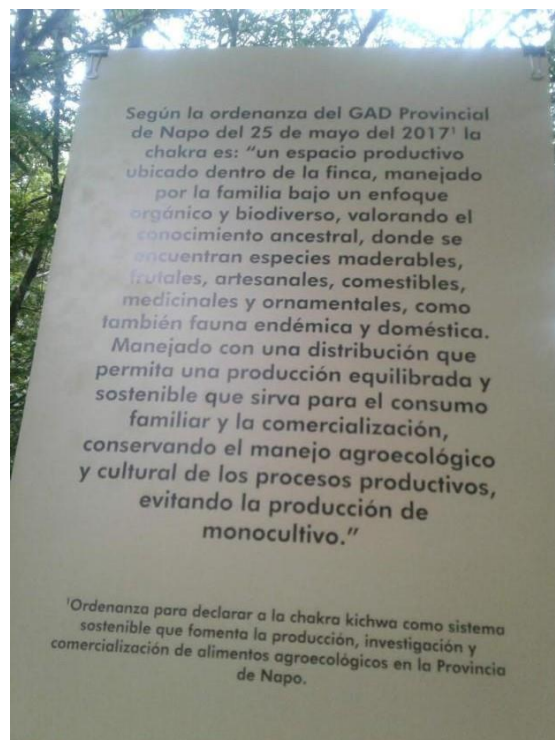 Según la ordenanza del GAD Provincial
de Napo del 25 de mayo del 2017¹ la
chakra es: “un espacio productivo
ubicado dentro de la finca, manejado
por la familia bajo un enfoque
orgánico y biodiverso, valorando el
conocimiento ancestral, donde se
encuentran especies maderables,
frutales, artesanales, comestibles,
medicinales y ornamentales, como
también fauna endémica y doméstica.
Manejado con una distribución que
permita una producción equilibrada y
sostenible que sirva para el consumo
familiar y la comercialización,
conservando el manejo agroecológico
y cultural de los procesos productivos,
evitando la producción de
monocultivo.”
¹Ordenanza para declarar a la chakra kichwa como sistema
sostenible que fomenta la producción, investigación y
comercialización de alimentos agroecológicos en la Provincia
de Napo.